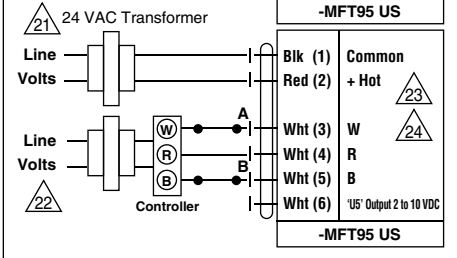 21 24 VAC Transformer
-MFT95 US
Line
Volts
Blk (1) Common
Red (2) + Hot
23
24
Line
Volts
A
W
Wht (3) W
R
Wht (4) R
B
B
Wht (5) B
22
Controller
Wht (6) 'U5' Output 2 to 10 VDC
-MFT95 US